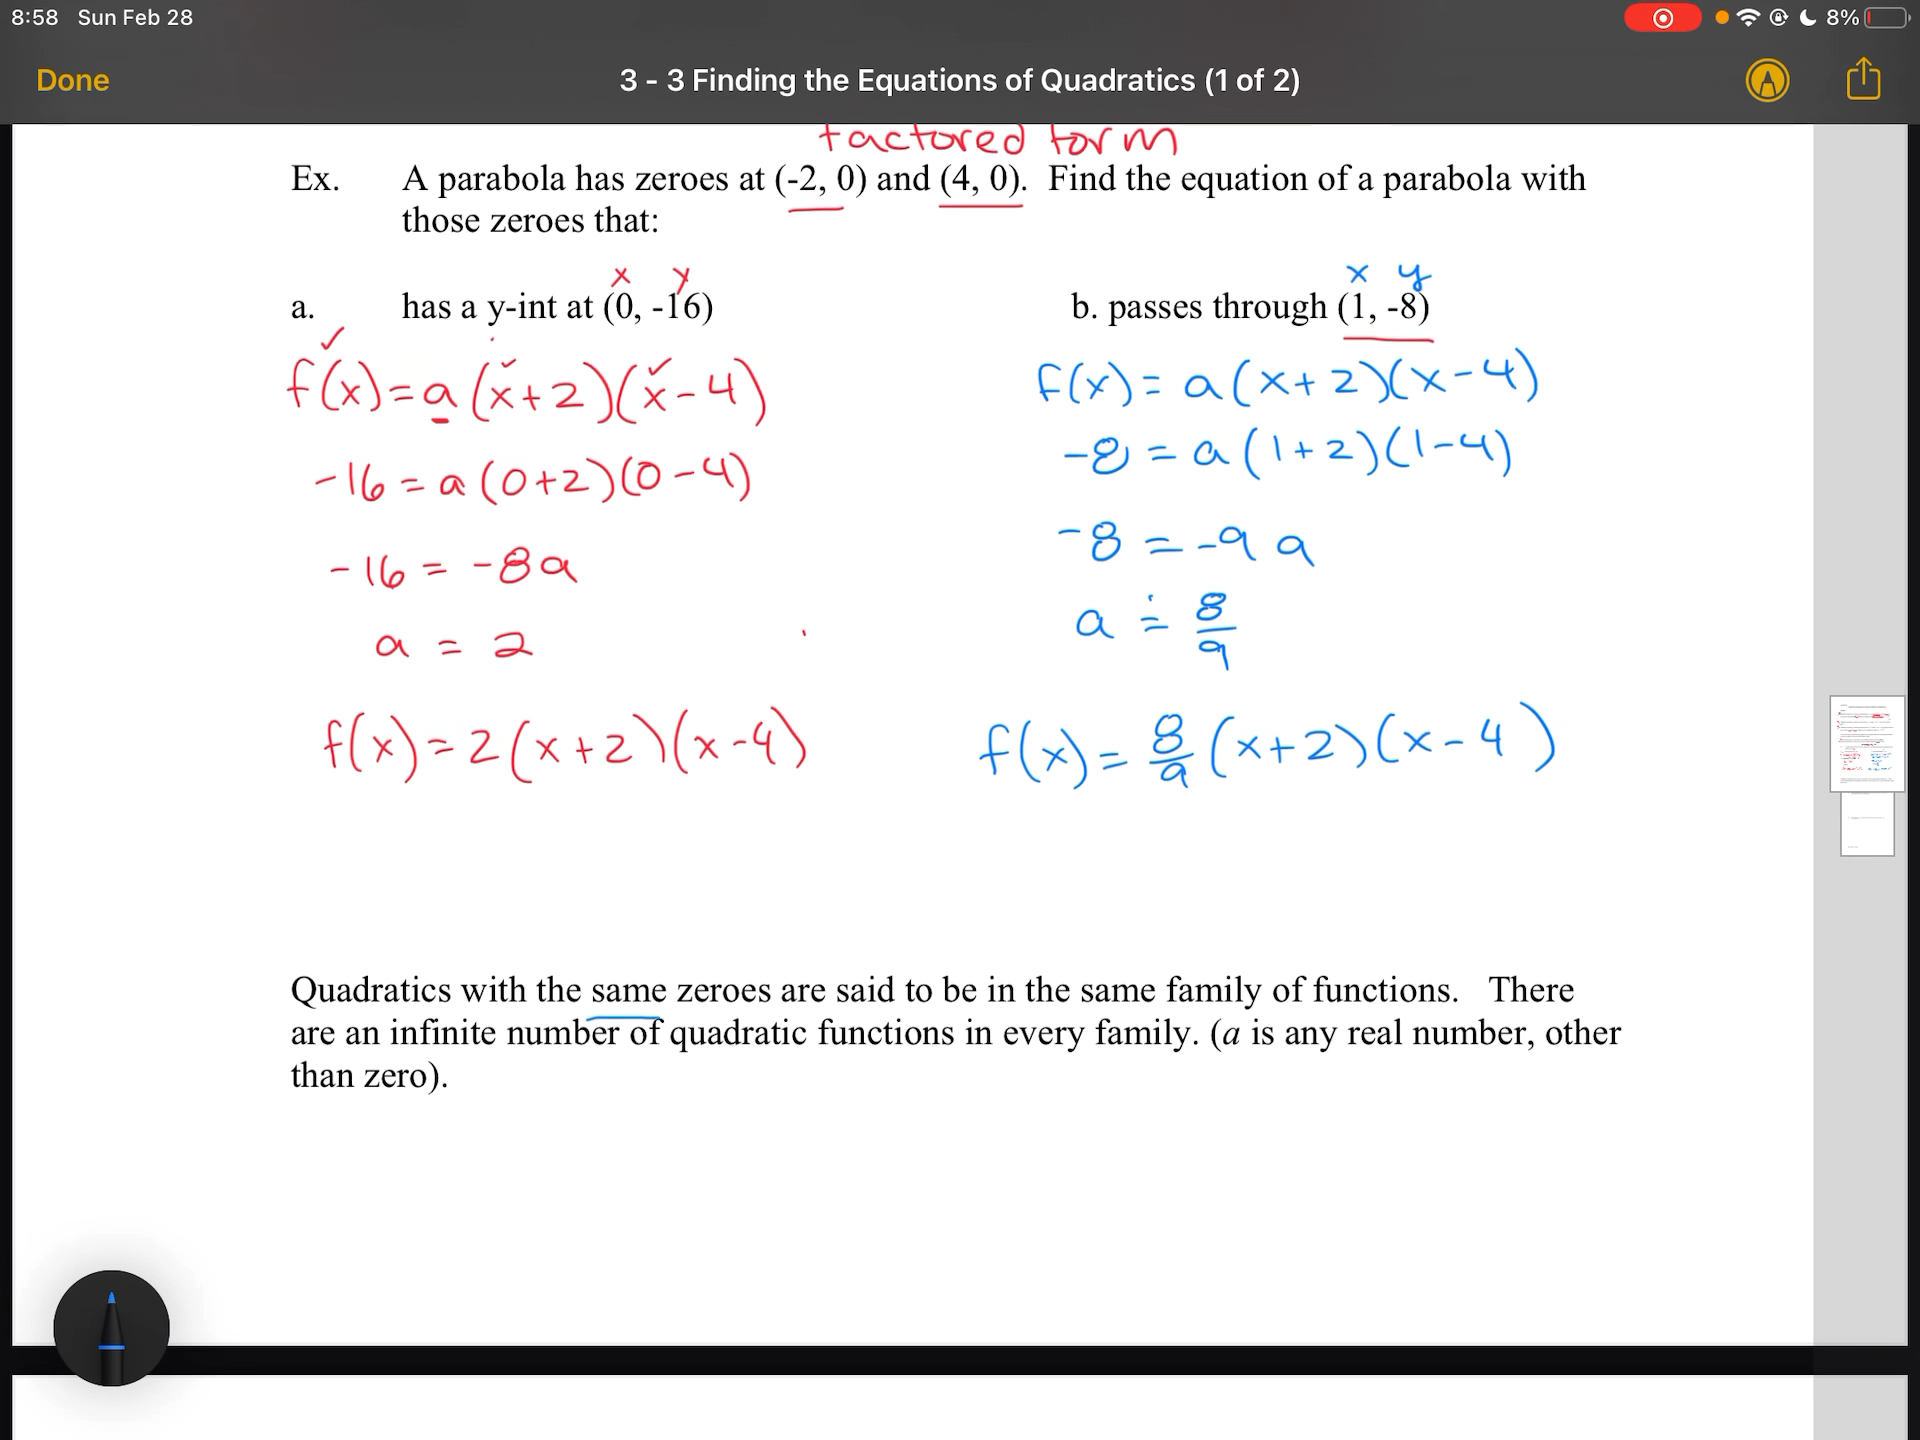 8:58 Sun Feb 28
8%
Done
3 - 3 Finding the Equations of Quadratics (1 of 2)
factored form
Ex. A parabola has zeroes at (-2, 0) and (4, 0). Find the equation of a parabola with
those zeroes that:
x y
a. has a y-int at (0, -16)
f(x) = a(x+2)(x-4)
-16 = a(0+2)(0-4)
-16 = -8a
a = 2
f(x) = 2(x+2)(x-4)
x y
b. passes through (1, -8)
f(x) = a(x+2)(x-4)
-8 = a(1+2)(1-4)
-8 = -9a
a = 8/9
f(x) = 8/9 (x+2)(x-4)
Quadratics with the same zeroes are said to be in the same family of functions. There
are an infinite number of quadratic functions in every family. (a is any real number, other
than zero).